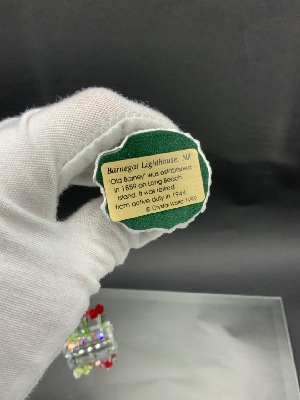 Barnegat Lighthouse, NJ
"Old Barney" was established
in 1859 on Long Beach
Island. It was retired
from active duty in 1944.
© Crystal World 1999